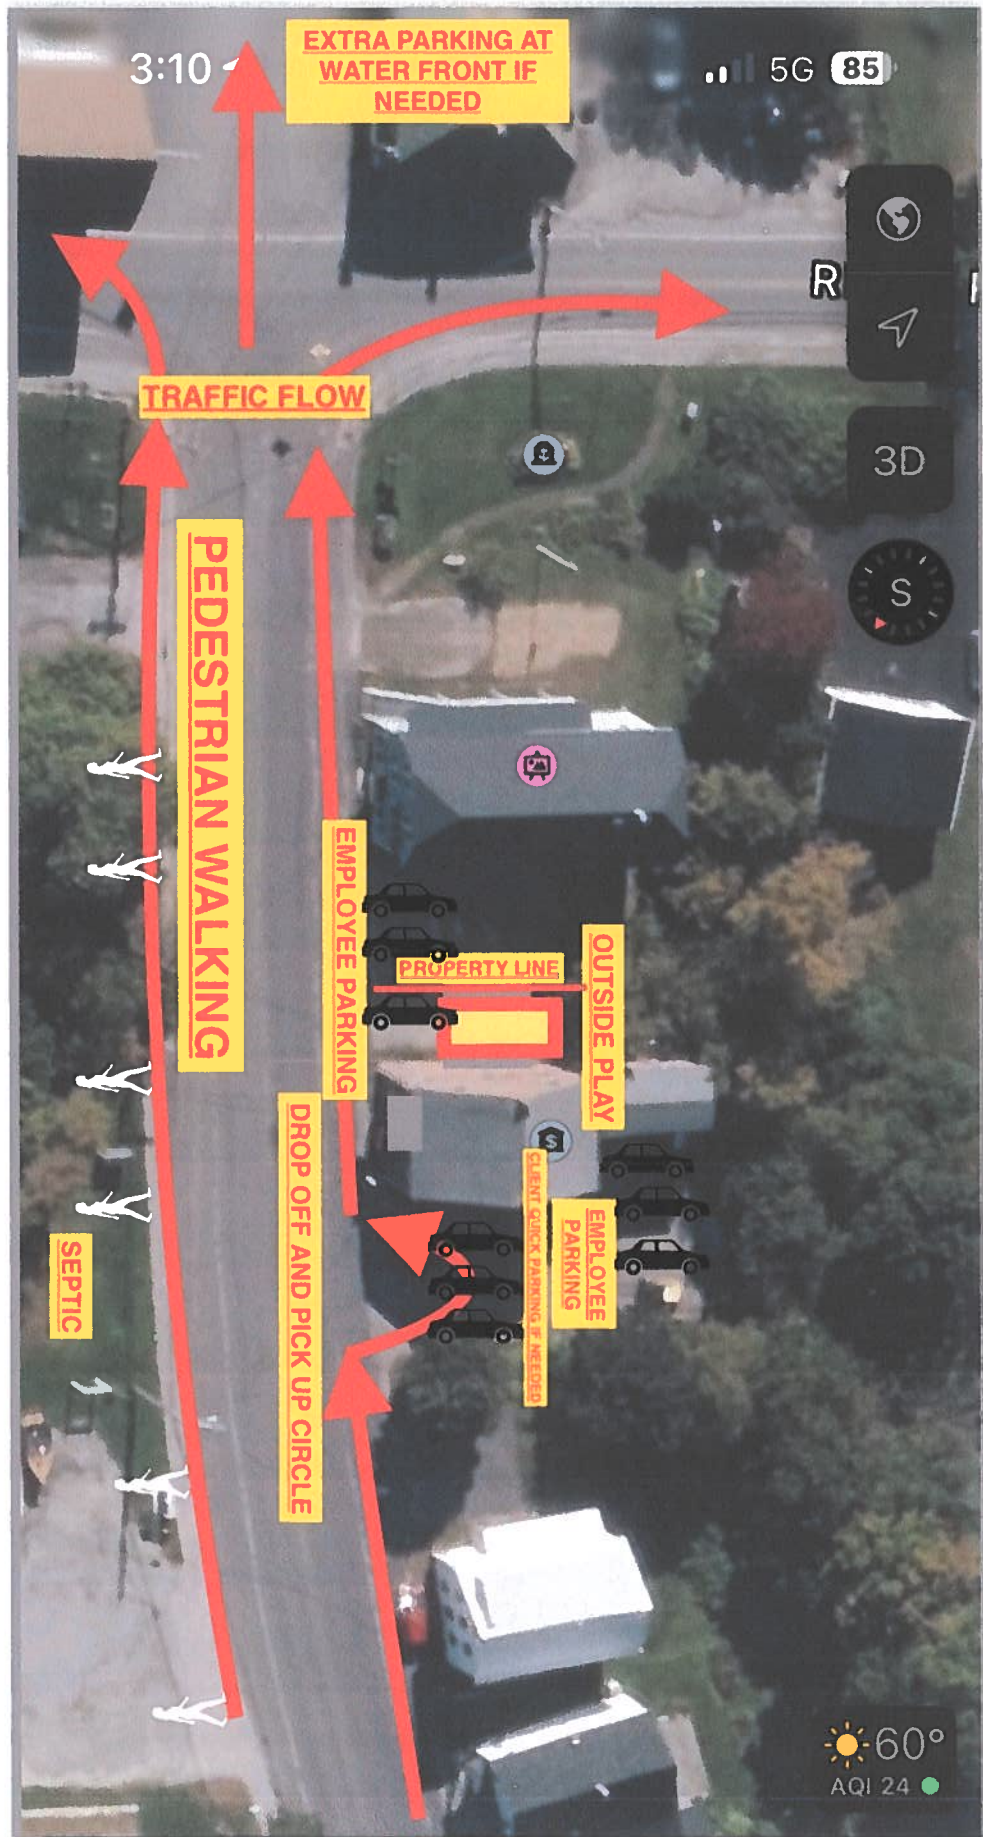 3:10
5G
85
EXTRA PARKING AT
WATER FRONT IF
NEEDED
R
3D
S
TRAFFIC FLOW
PEDESTRIAN WALKING
EMPLOYEE PARKING
PROPERTY LINE
OUTSIDE PLAY
DROP OFF AND PICK UP CIRCLE
CLIENT QUICK PARKING IF NEEDED
EMPLOYEE
PARKING
$
SEPTIC
60°
AQI 24